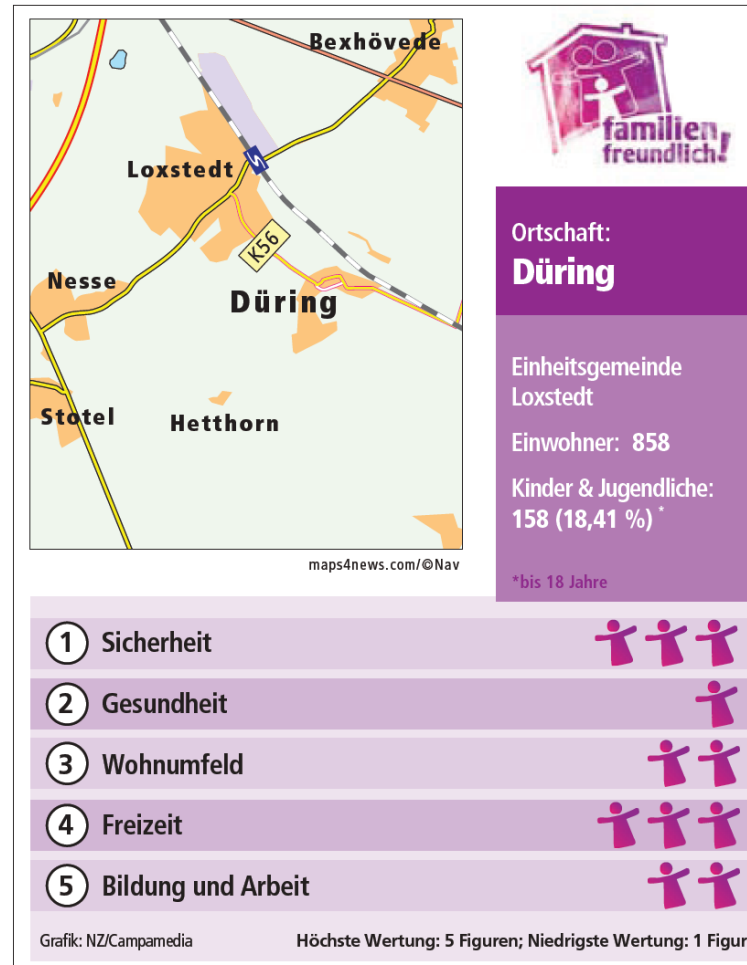 Bexhövede
Loxstedt
K56
Nesse
Düring
Stotel
Hetthorn
maps4news.com/©Nav
familien
freundlich!
Ortschaft:
Düring
Einheitsgemeinde
Loxstedt
Einwohner: 858
Kinder & Jugendliche:
158 (18,41 %) *
*bis 18 Jahre
1 Sicherheit
2 Gesundheit
3 Wohnumfeld
4 Freizeit
5 Bildung und Arbeit
Grafik: NZ/Campamedia
Höchste Wertung: 5 Figuren; Niedrigste Wertung: 1 Figur